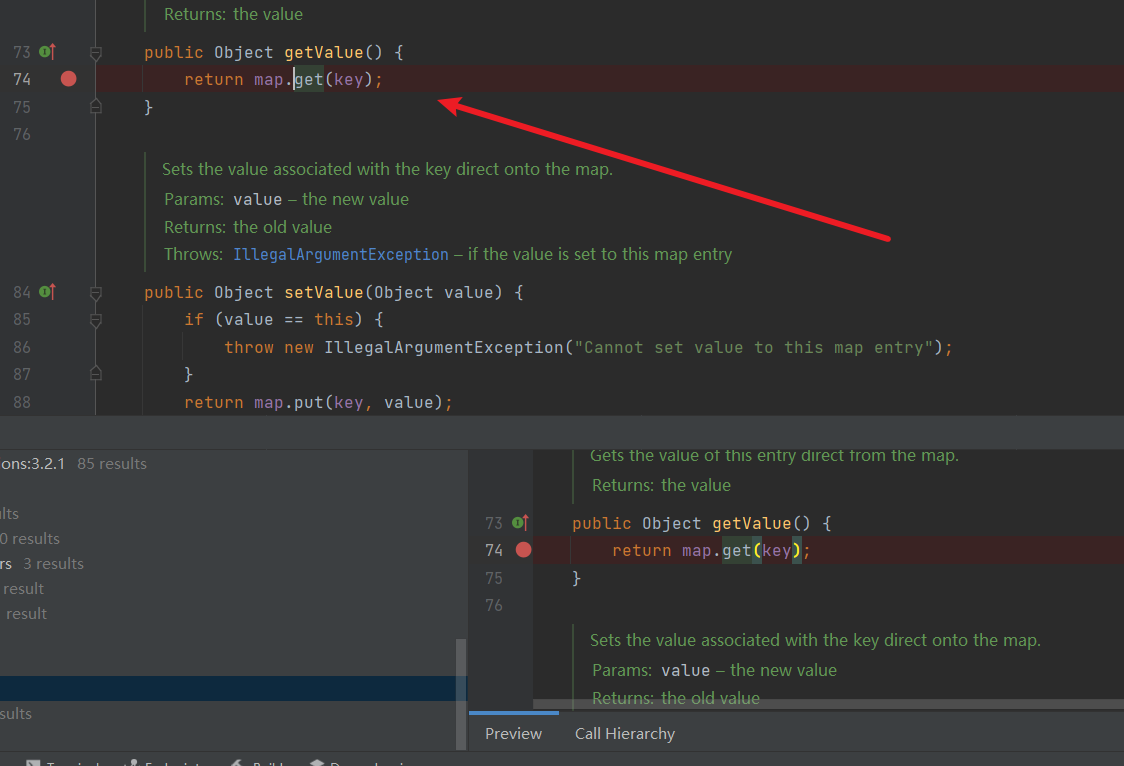 Returns: the value
73 public Object getValue() {
74 return map.get(key);
75 }
76
Sets the value associated with the key direct onto the map.
Params: value – the new value
Returns: the old value
Throws: IllegalArgumentException – if the value is set to this map entry
84 public Object setValue(Object value) {
85 if (value == this) {
86 throw new IllegalArgumentException("Cannot set value to this map entry");
87 }
88 return map.put(key, value);
ons:3.2.1 85 results
lts
0 results
rs 3 results
result
result
sults
Gets the value of this entry direct from the map.
Returns: the value
73 public Object getValue() {
74 return map.get(key);
75 }
76
Sets the value associated with the key direct onto the map.
Params: value – the new value
Returns: the old value
Preview Call Hierarchy